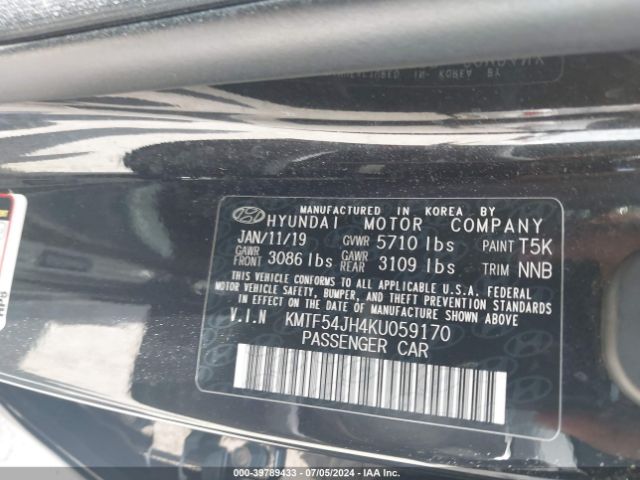 MANUFACTURED IN KOREA BY
HYUNDAI MOTOR COMPANY
JAN/11/19 GVWR 5710 lbs PAINT T5K
GAWR FRONT 3086 lbs GAWR REAR 3109 lbs TRIM NNB
THIS VEHICLE CONFORMS TO ALL APPLICABLE U.S.A. FEDERAL
MOTOR VEHICLE SAFETY, BUMPER, AND THEFT PREVENTION STANDARDS
IN EFFECT ON THE DATE OF MANUFACTURE SHOWN ABOVE.
V.I.N KMTF54JH4KU059170
PASSENGER CAR
000-39789433 - 07/05/2024 - IAA Inc.